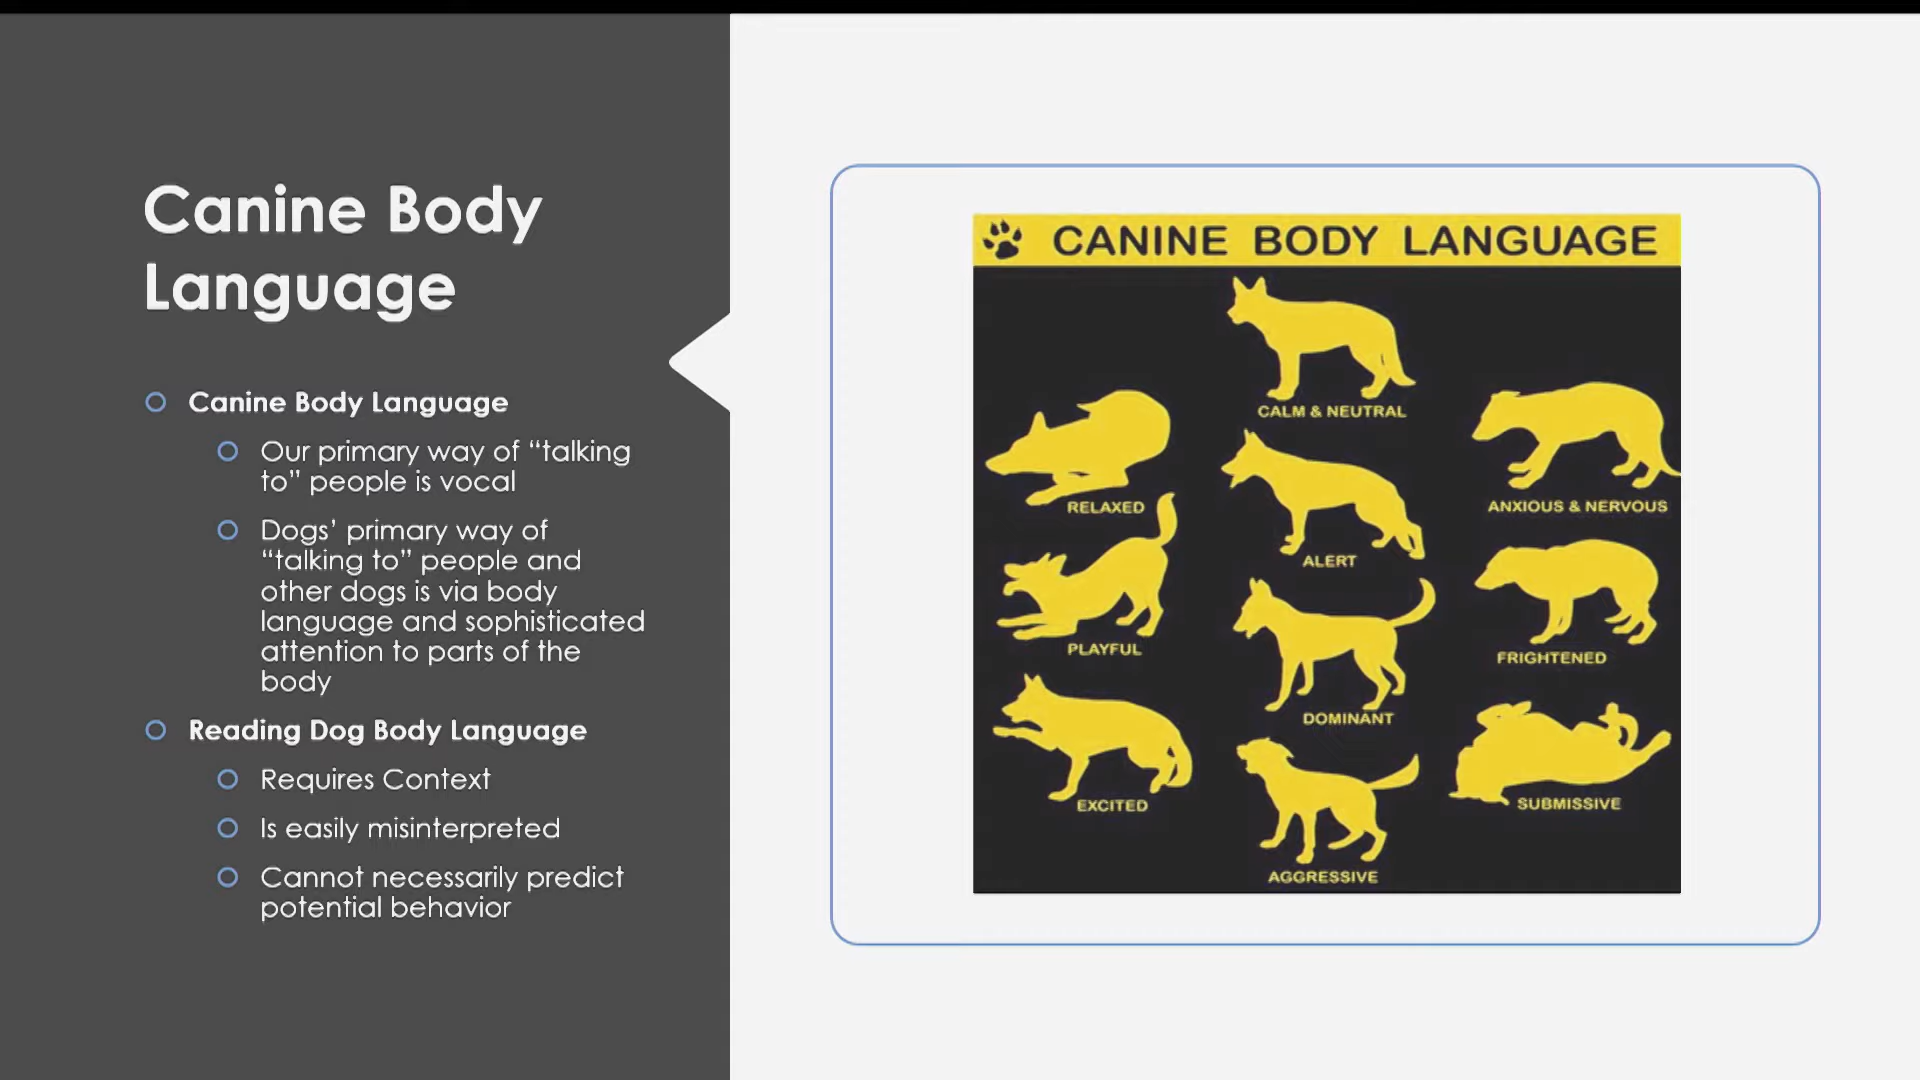 Canine Body
Language
Canine Body Language
Our primary way of “talking
to” people is vocal
Dogs’ primary way of
“talking to” people and
other dogs is via body
language and sophisticated
attention to parts of the
body
Reading Dog Body Language
Requires Context
Is easily misinterpreted
Cannot necessarily predict
potential behavior
CANINE BODY LANGUAGE
CALM & NEUTRAL
RELAXED
ALERT
ANXIOUS & NERVOUS
PLAYFUL
DOMINANT
FRIGHTENED
EXCITED
AGGRESSIVE
SUBMISSIVE